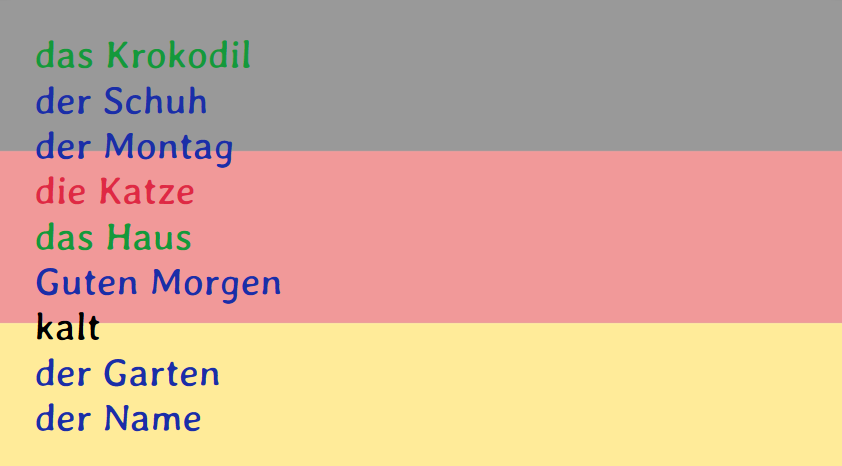 das Krokodil
der Schuh
der Montag
die Katze
das Haus
Guten Morgen
kalt
der Garten
der Name